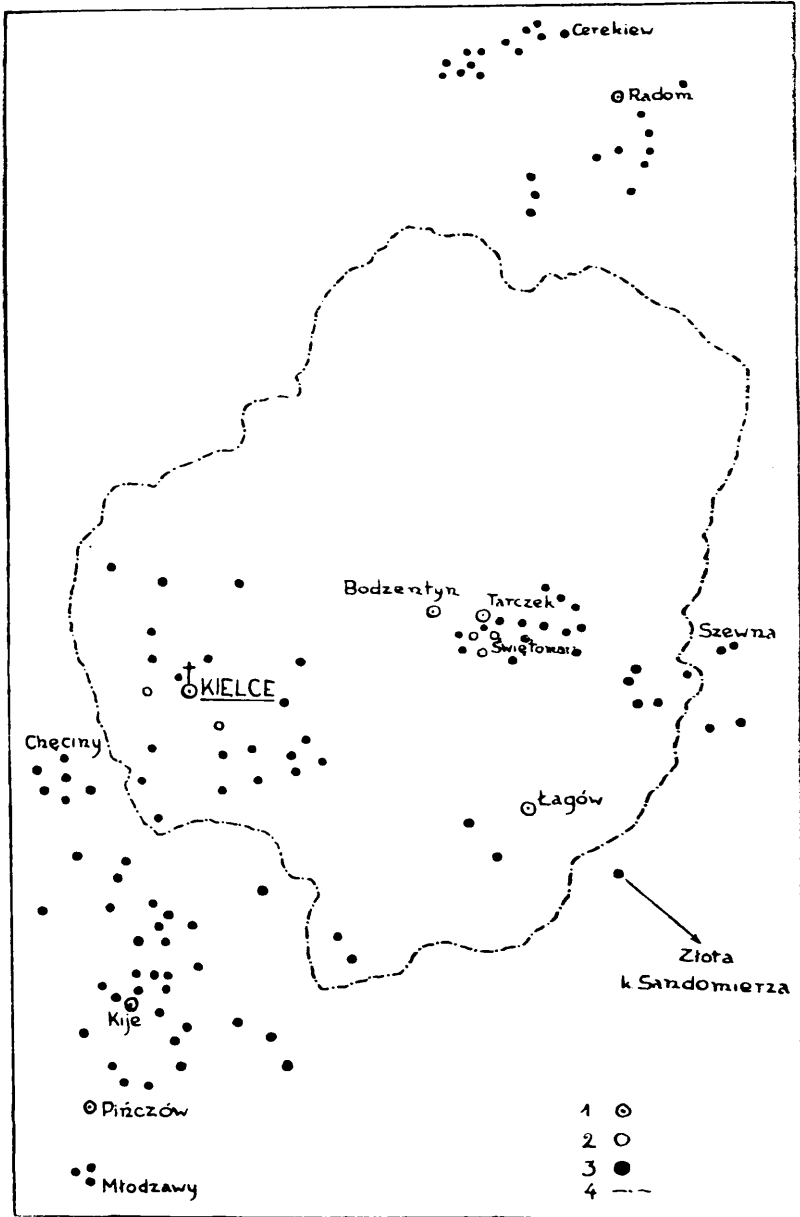 Cerekiew
Radom
Bodzentyn
Tarczek
Świętomarz
Szewna
KIELCE
Chęciny
Łagów
Złota
k. Sandomierza
Kije
Pińczów
Młodzawy
1
2
3
4